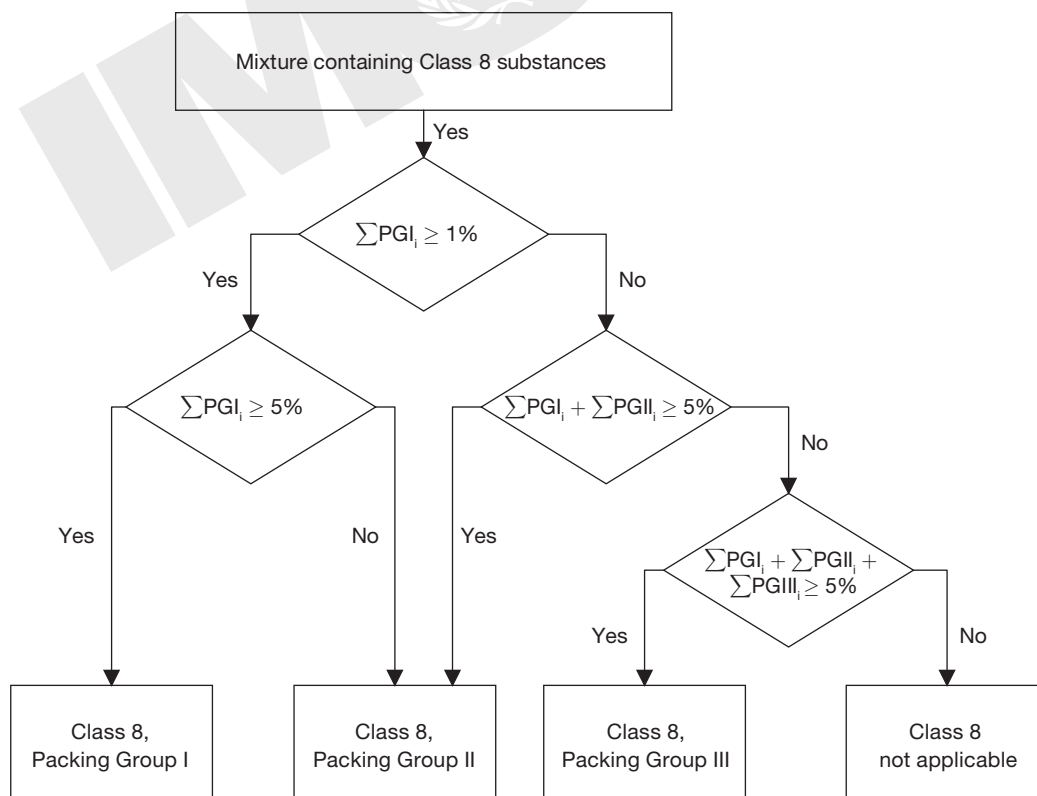 IMO
Mixture containing Class 8 substances
Yes
∑PGIᵢ ≥ 1%
Yes
No
∑PGIᵢ ≥ 5%
∑PGIᵢ + ∑PGIIᵢ ≥ 5%
No
Yes
No
Yes
∑PGIᵢ + ∑PGIIᵢ +
∑PGIIIᵢ ≥ 5%
Yes
No
Class 8,
Packing Group I
Class 8,
Packing Group II
Class 8,
Packing Group III
Class 8
not applicable